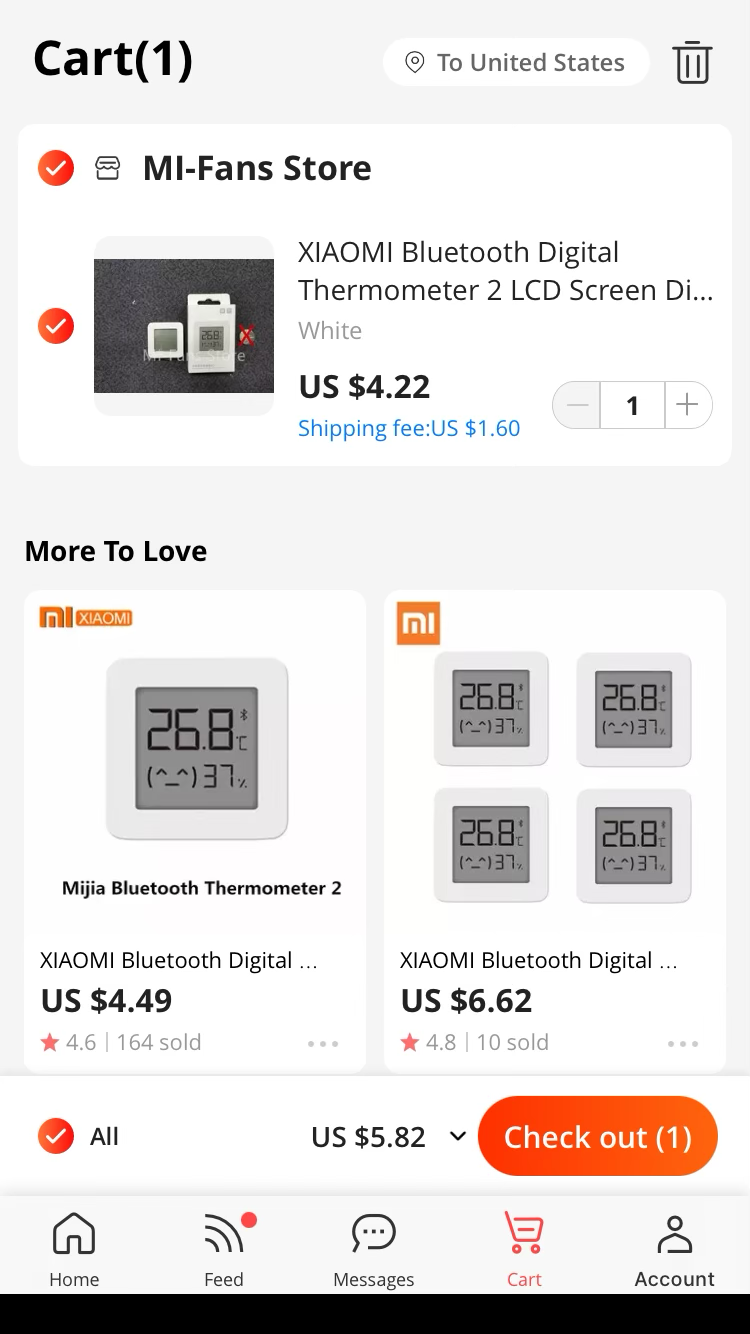 Cart(1)
To United States
MI-Fans Store
XIAOMI Bluetooth Digital
Thermometer 2 LCD Screen Di...
White
US $4.22
Shipping fee:US $1.60
1
26.8
Mi-Fans Store
More To Love
MI XIAOMI
26.8°C
(^_^) 37%
Mijia Bluetooth Thermometer 2
XIAOMI Bluetooth Digital ...
US $4.49
4.6 | 164 sold
MI
26.8°C
(^_^) 37%
26.8°C
(^_^) 37%
26.8°C
(^_^) 37%
26.8°C
(^_^) 37%
XIAOMI Bluetooth Digital ...
US $6.62
4.8 | 10 sold
All
US $5.82
Check out (1)
Home
Feed
Messages
Cart
Account